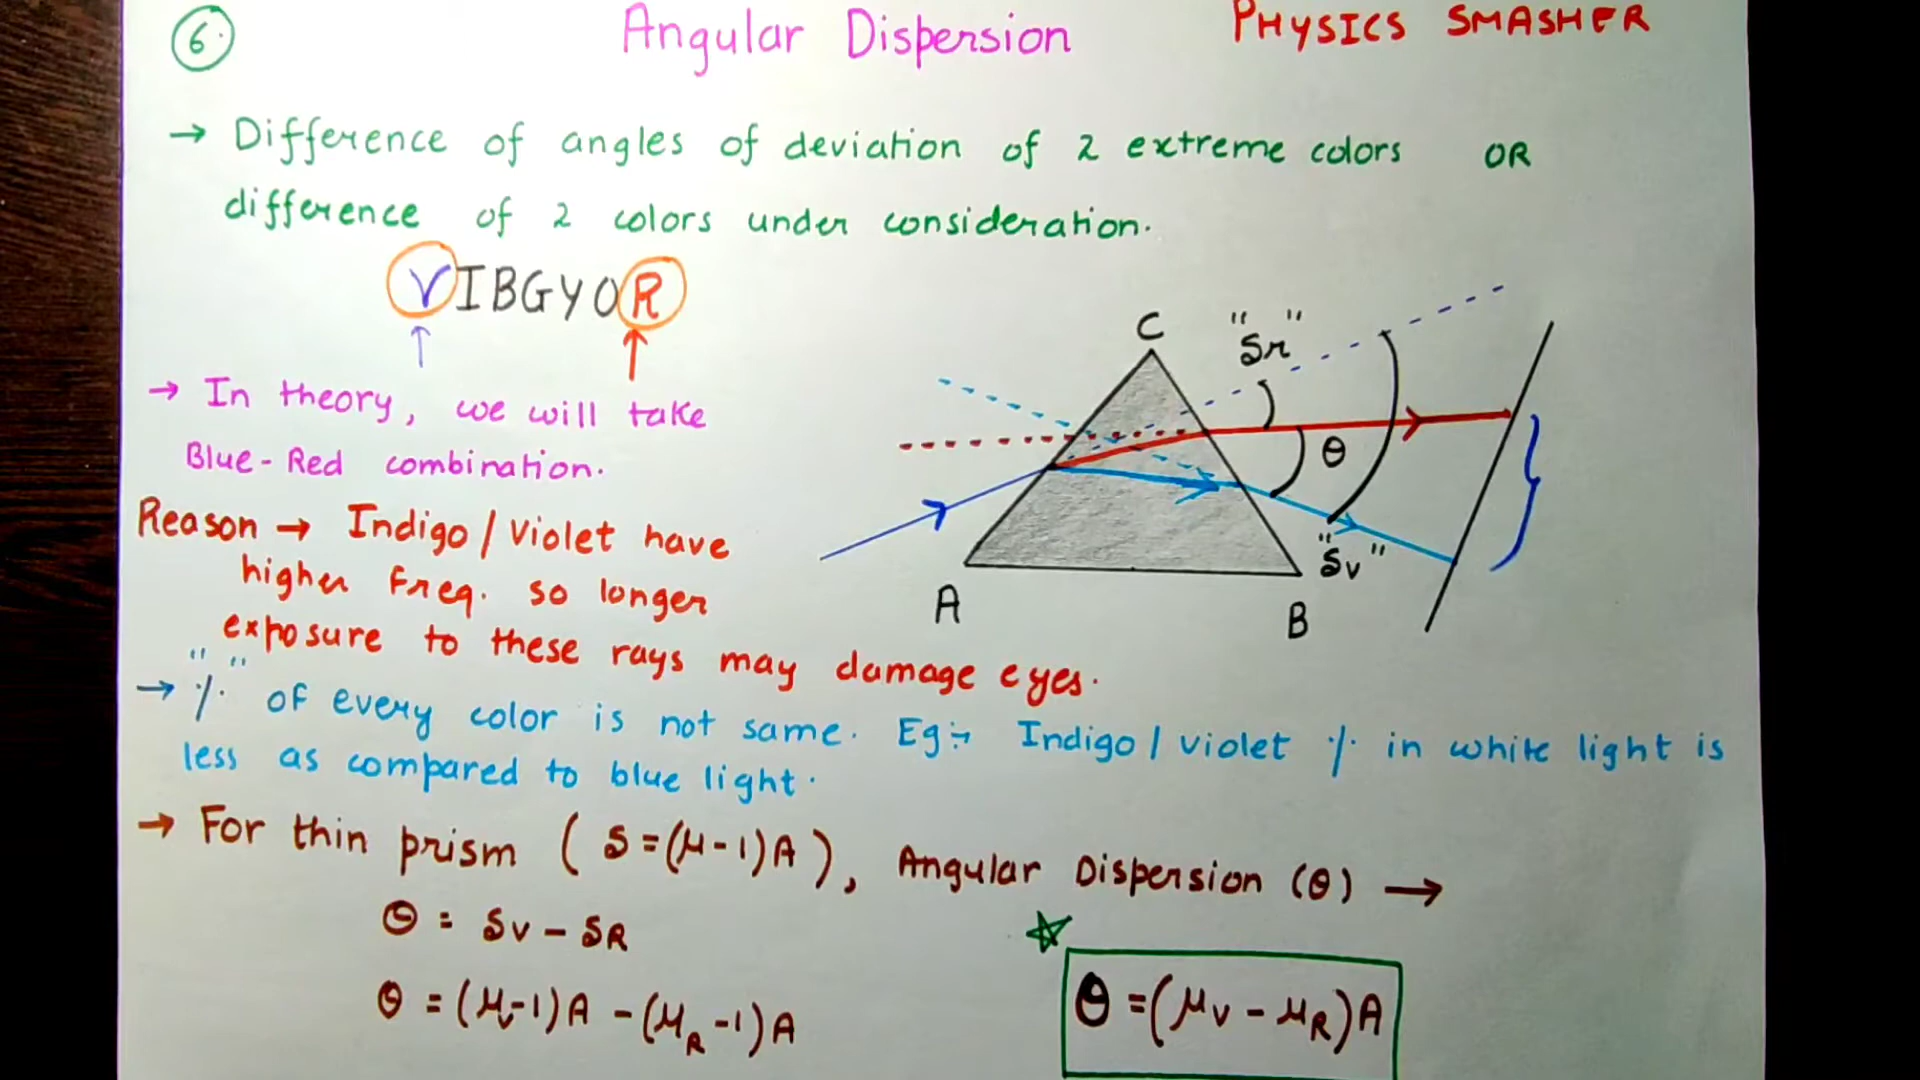 6
Angular Dispersion
PHYSICS SMASHER
→ Difference of angles of deviation of 2 extreme colors OR
difference of 2 colors under consideration.
VIBGYOR
→ In theory, we will take
Blue-Red combination.
Reason → Indigo/Violet have
higher Freq. so longer
exposure to these rays may damage eyes.
→ "%" of every color is not same. Eg:→ Indigo/violet % in white light is
less as compared to blue light.
C
"δr"
θ
"δv"
A
B
→ For thin prism (δ=(μ-1)A), Angular Dispersion (θ) →
θ = δV - δR
θ = (μv-1)A - (μR-1)A
θ = (μV - μR)A